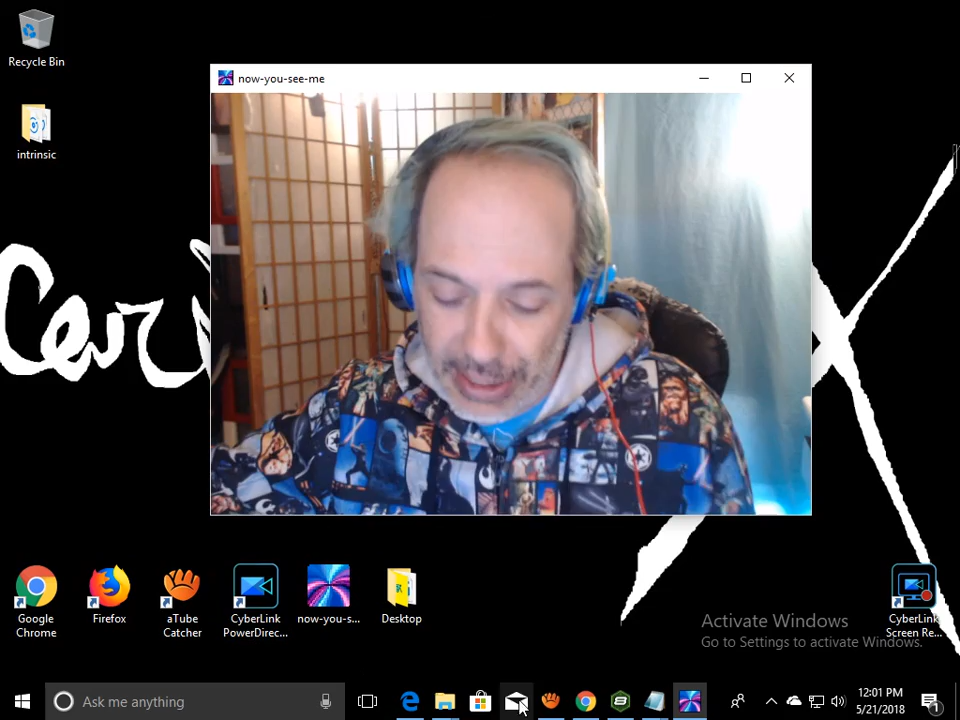 Recycle Bin
intrinsic
now-you-see-me
Google
Chrome
Firefox
aTube
Catcher
CyberLink
PowerDirec...
now-you-s...
Desktop
CyberLink
Screen Re...
Activate Windows
Go to Settings to activate Windows.
Ask me anything
12:01 PM
5/21/2018
1